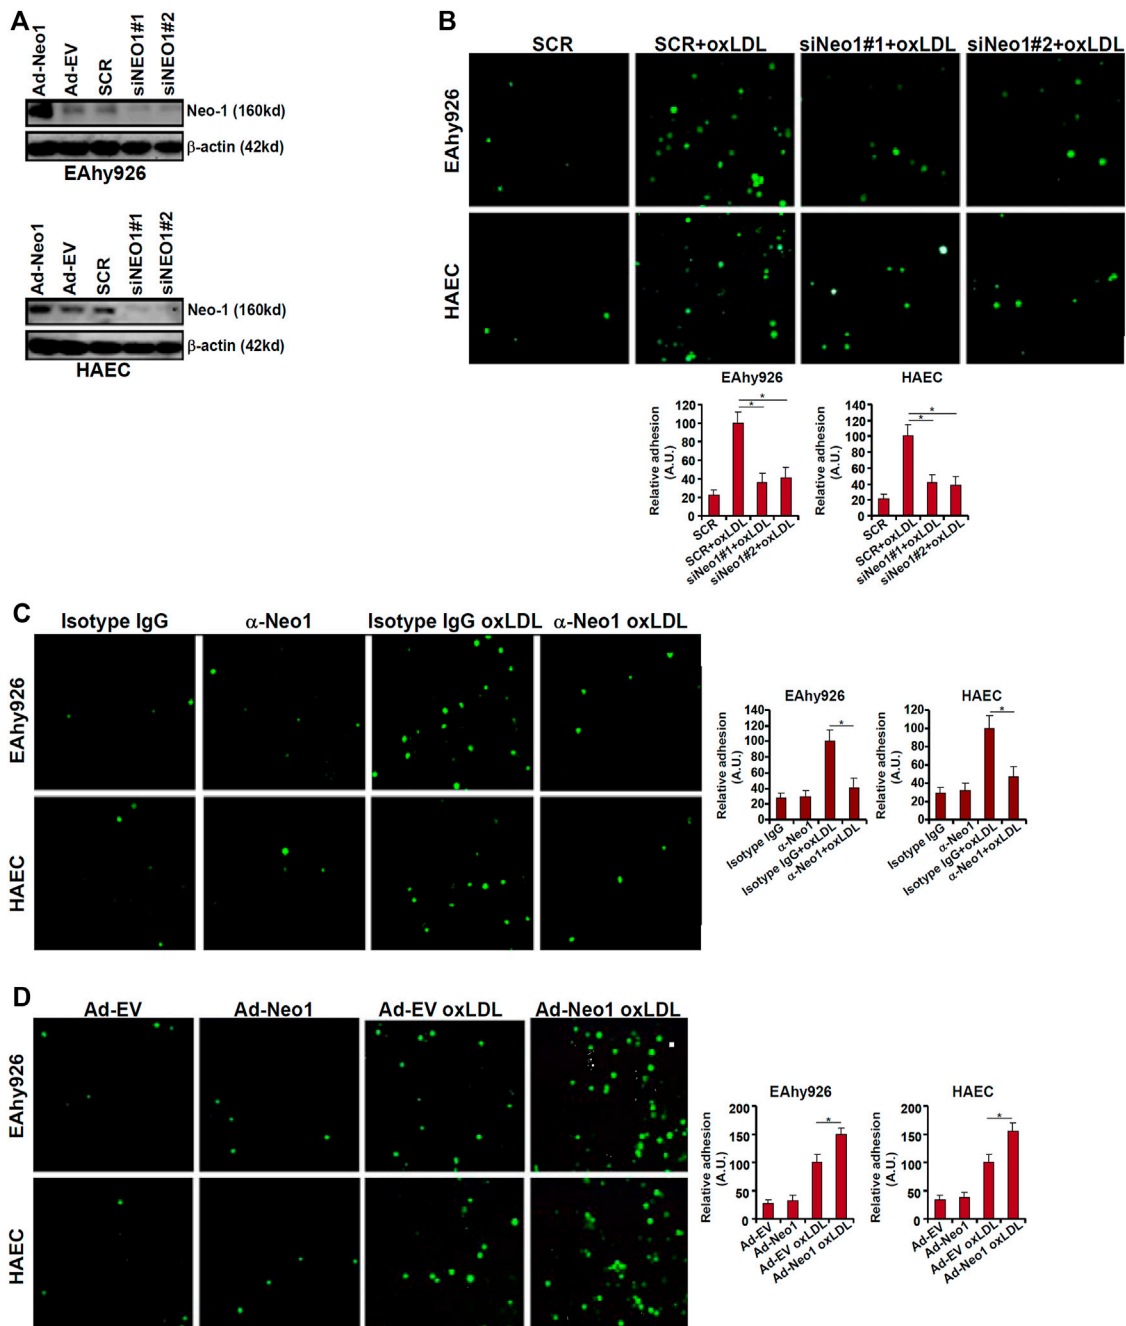 A
Ad-Neo1
Ad-EV
SCR
siNEO1#1
siNEO1#2
Neo-1 (160kd)
β-actin (42kd)
EAhy926
Ad-Neo1
Ad-EV
SCR
siNEO1#1
siNEO1#2
Neo-1 (160kd)
β-actin (42kd)
HAEC
B
SCR
SCR+oxLDL
siNeo1#1+oxLDL
siNeo1#2+oxLDL
EAhy926
HAEC
EAhy926
Relative adhesion
(A.U.)
120
100
80
60
40
20
0
*
*
SCR
SCR+oxLDL
siNeo1#1+oxLDL
siNeo1#2+oxLDL
HAEC
Relative adhesion
(A.U.)
140
120
100
80
60
40
20
0
*
*
SCR
SCR+oxLDL
siNeo1#1+oxLDL
siNeo1#2+oxLDL
C
Isotype IgG
α-Neo1
Isotype IgG oxLDL
α-Neo1 oxLDL
EAhy926
HAEC
EAhy926
Relative adhesion
(A.U.)
140
120
100
80
60
40
20
0
*
Isotype IgG
α-Neo1
Isotype IgG+oxLDL
α-Neo1+oxLDL
HAEC
Relative adhesion
(A.U.)
120
100
80
60
40
20
0
*
Isotype IgG
α-Neo1
Isotype IgG+oxLDL
α-Neo1+oxLDL
D
Ad-EV
Ad-Neo1
Ad-EV oxLDL
Ad-Neo1 oxLDL
EAhy926
HAEC
EAhy926
Relative adhesion
(A.U.)
200
150
100
50
0
*
Ad-EV
Ad-Neo1
Ad-EV oxLDL
Ad-Neo1 oxLDL
HAEC
Relative adhesion
(A.U.)
200
150
100
50
0
*
Ad-EV
Ad-Neo1
Ad-EV oxLDL
Ad-Neo1 oxLDL